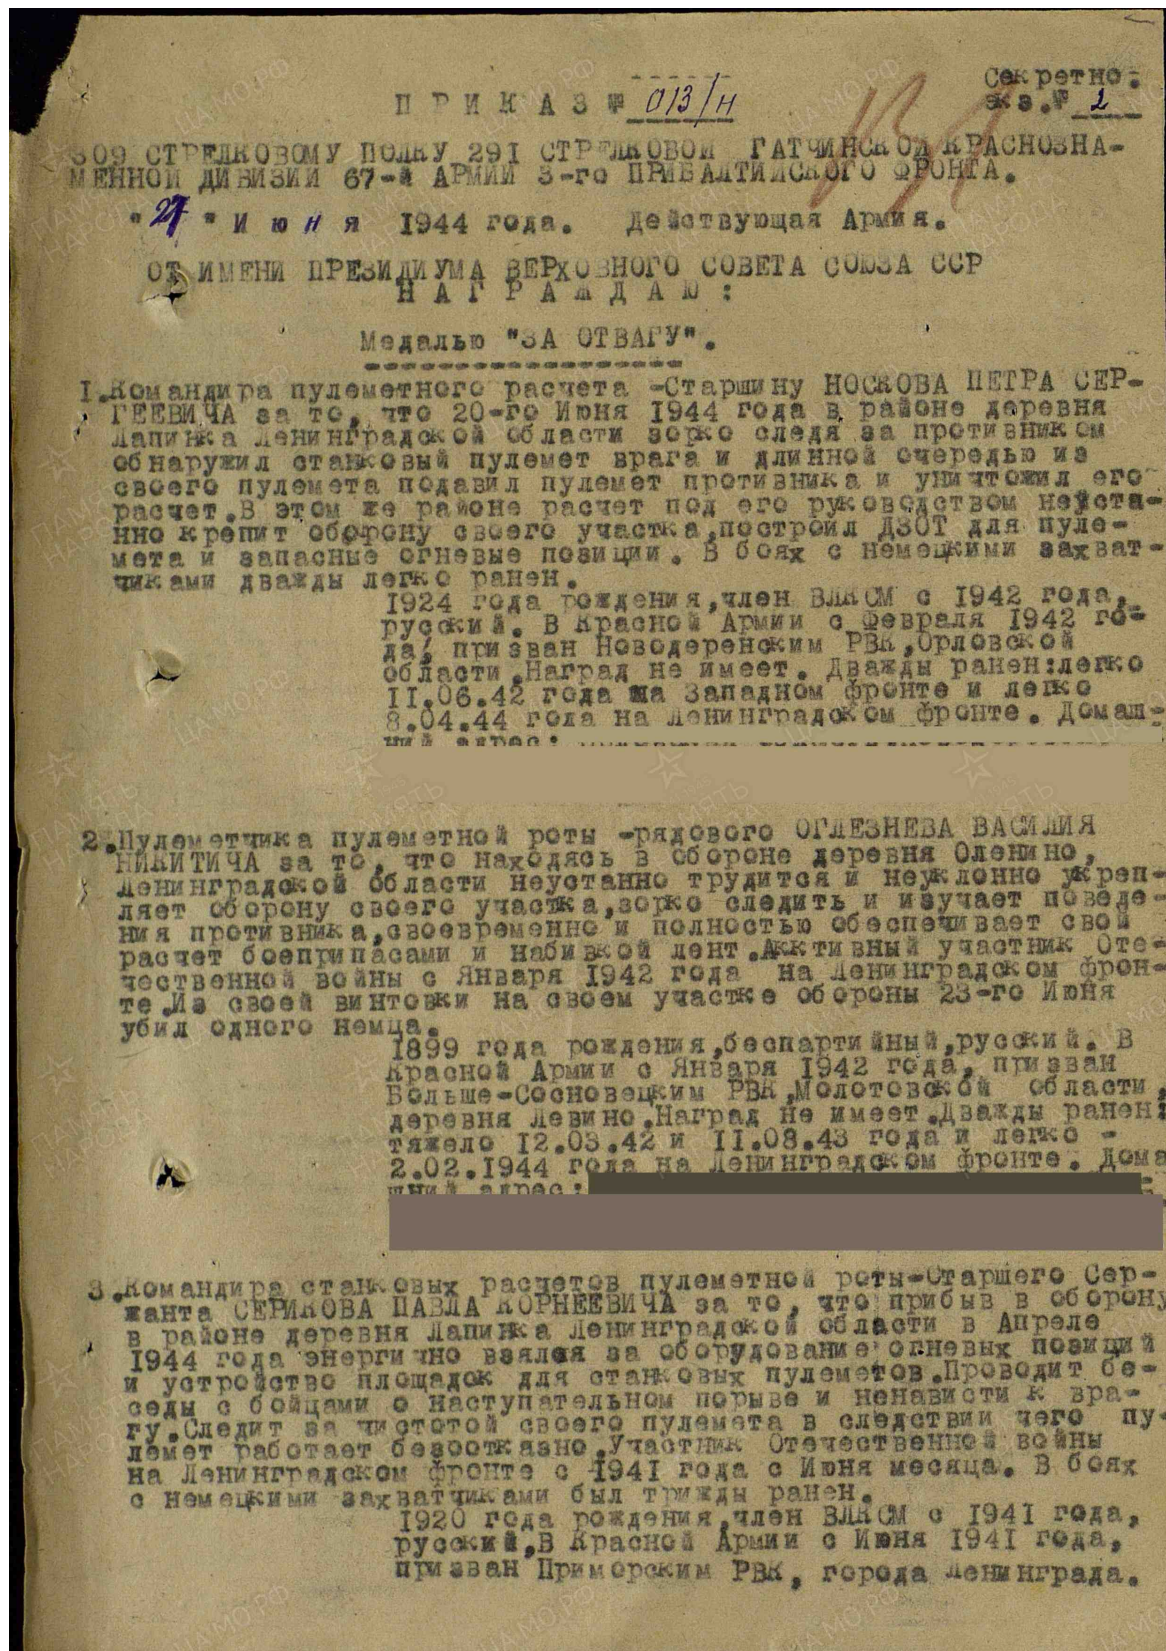 Секретно.
ПРИКАЗ № 013/н экз.№ 2
309 СТРЕЛКОВОМУ ПОЛКУ 291 СТРЕЛКОВОЙ ГАТЧИНСКОЙ КРАСНОЗНА-
МЕННОЙ ДИВИЗИИ 67-й АРМИИ 3-го ПРИБАЛТИЙСКОГО ФРОНТА.
"27" Июня 1944 года. Действующая Армия.
ОТ ИМЕНИ ПРЕЗИДИУМА ВЕРХОВНОГО СОВЕТА СОЮЗА ССР
НАГРАЖДАЮ:
Медалью "ЗА ОТВАГУ".
1.Командира пулеметного расчета -Старшину НОСКОВА ПЕТРА СЕР-
ГЕЕВИЧА за то, что 20-го Июня 1944 года в районе деревня
Лапинка Ленинградской области зорко следя за противником
обнаружил станковый пулемет врага и длинной очередью из
своего пулемета подавил пулемет противника и уничтожил его
расчет.В этом же районе расчет под его руководством неуста-
нно крепит оборону своего участка,построил ДЗОТ для пуле-
мета и запасные огневые позиции. В боях с немецкими захват-
чиками дважды легко ранен.
1924 года рождения,член ВЛКСМ с 1942 года,
русский. В Красной Армии с февраля 1942 го-
да, призван Новодеренским РВК,Орловской
области.Наград не имеет. Дважды ранен:легко
11.06.42 года на Западном фронте и легко
8.04.44 года на Ленинградском фронте. Домаш-
ний адрес:
2.Пулеметчика пулеметной роты -рядового ОГЛЕЗНЕВА ВАСИЛИЯ
НИКИТИЧА за то, что находясь в обороне деревня Оленино,
Ленинградской области неустанно трудится и неуклонно укреп-
ляет оборону своего участка,зорко следить и изучает поведе-
ния противника,своевременно и полностью обеспечивает свой
расчет боеприпасами и набивкой лент.Акктивный участник Оте-
чественной войны с Января 1942 года на Ленинградском фрон-
те.Из своей винтовки на своем участке обороны 23-го Июня
убил одного немца.
1899 года рождения,беспартийный,русский. В
Красной Армии с Января 1942 года, призван
Больше-Сосновецким РВК,Молотовской области,
деревня Левино.Наград не имеет.Дважды ранен:
тяжело 12.03.42 и 11.08.43 года и легко -
2.02.1944 года на Ленинградском фронте. Дома
шний адрес:
3.Командира станковых расчетов пулеметной роты-Старшего Сер-
жанта СЕРИКОВА ПАВЛА КОРНЕЕВИЧА за то, что прибыв в оборону
в районе деревня Лапинка Ленинградской области в Апреле
1944 года энергично взялся за оборудование огневых позиций
и устройство площадок для станковых пулеметов.Проводит бе-
седы с бойцами о наступательном порыве и ненависти к вра-
гу.Следит за чистотой своего пулемета в следствии чего пу-
лемет работает безотказно.Участник Отечественной войны
на Ленинградском фронте с 1941 года с Июня месяца. В боях
с немецкими захватчиками был трижды ранен.
1920 года рождения,член ВЛКСМ с 1941 года,
русский,В Красной Армии с Июня 1941 года,
призван Приморским РВК, города Ленинграда.